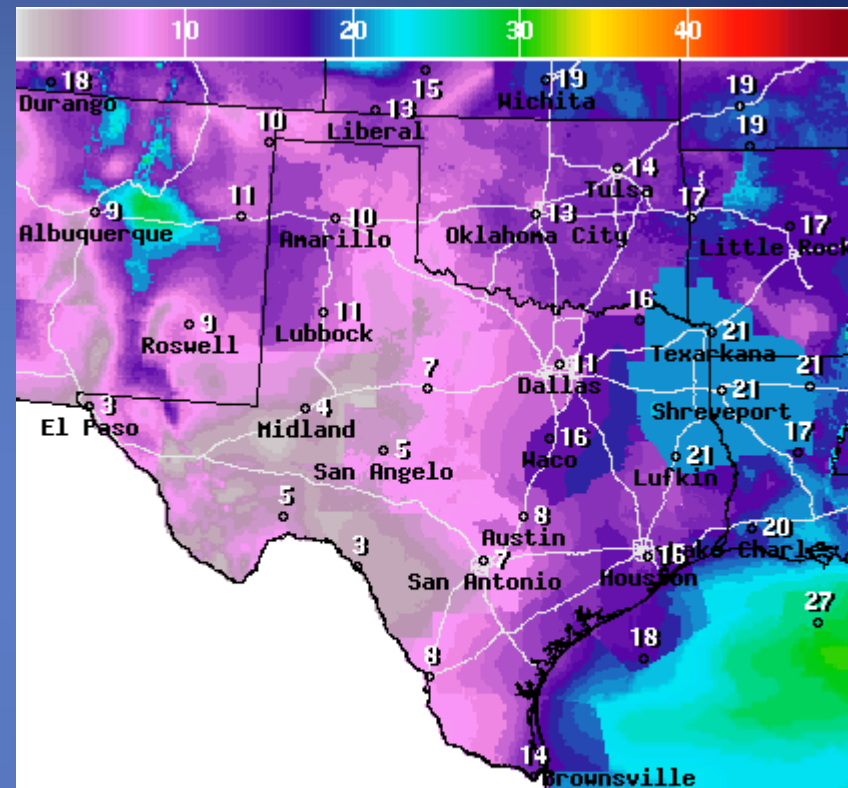 10 20 30 40
18 15 19 19
Durango Wichita
13
Liberal
10 14 19
Tulsa
9 11 10 13 17 17
Albuquerque Amarillo Oklahoma City Little Rock
9 11 16
Roswell Lubbock
21
Texarkana
7 11 21 21
Dallas Shreveport
3 4
El Paso Midland
5 16 21 17
San Angelo Waco Lufkin
5 8 20
Austin
3 7 16 Lake Charles
San Antonio Houston
27
8 18
14
Brownsville